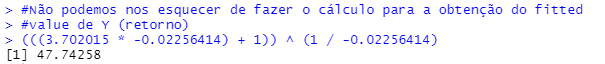 > #Não podemos nos esquecer de fazer o cálculo para a obtenção do fitted
> #value de Y (retorno)
> (((3.702015 * -0.02256414) + 1)) ^ (1 / -0.02256414)
[1] 47.74258